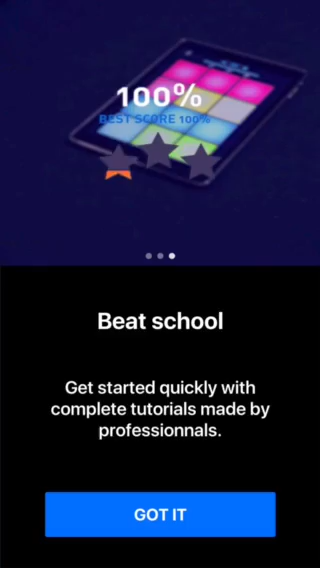 100%
BEST SCORE 100%
Beat school
Get started quickly with
complete tutorials made by
professionnals.
GOT IT